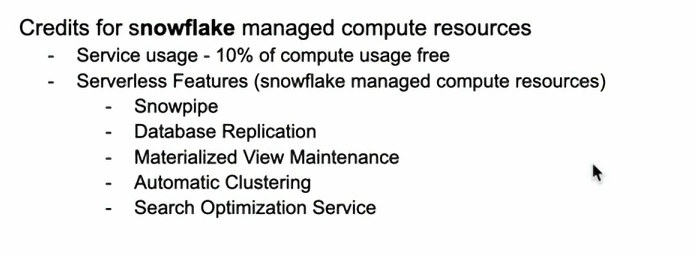 Credits for snowflake managed compute resources
- Service usage - 10% of compute usage free
- Serverless Features (snowflake managed compute resources)
- Snowpipe
- Database Replication
- Materialized View Maintenance
- Automatic Clustering
- Search Optimization Service